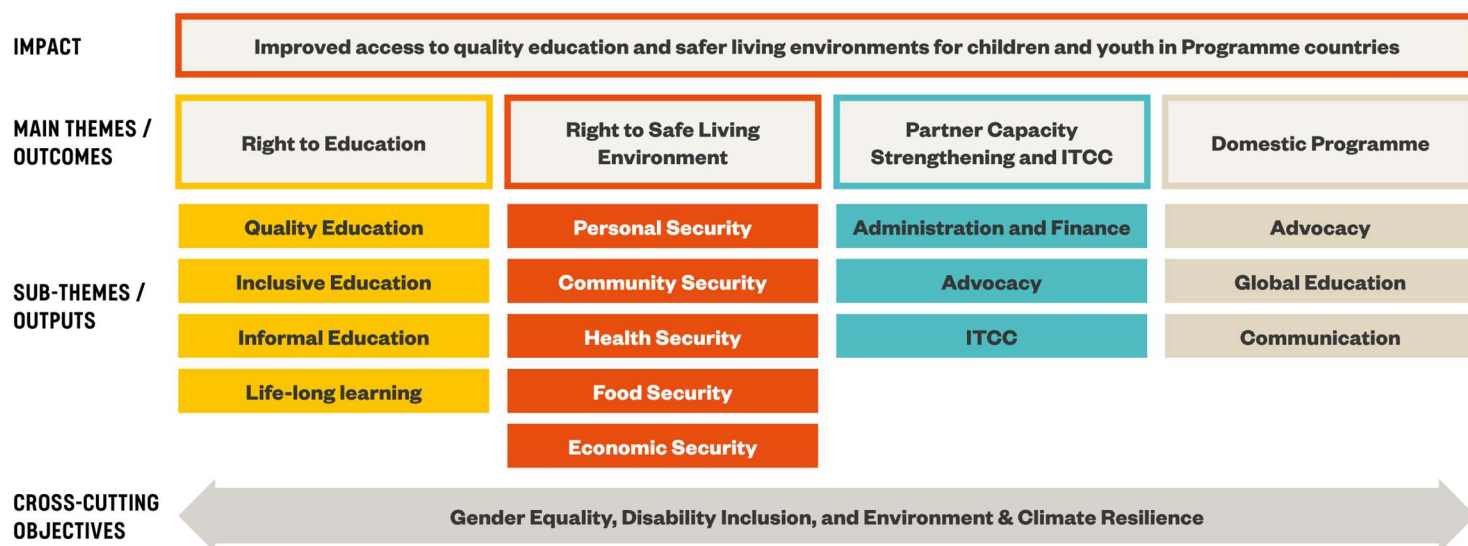 IMPACT
Improved access to quality education and safer living environments for children and youth in Programme countries
MAIN THEMES /
OUTCOMES
Right to Education
Right to Safe Living
Environment
Partner Capacity
Strengthening and ITCC
Domestic Programme
SUB-THEMES /
OUTPUTS
Quality Education
Inclusive Education
Informal Education
Life-long learning
Personal Security
Community Security
Health Security
Food Security
Economic Security
Administration and Finance
Advocacy
ITCC
Advocacy
Global Education
Communication
CROSS-CUTTING
OBJECTIVES
Gender Equality, Disability Inclusion, and Environment & Climate Resilience